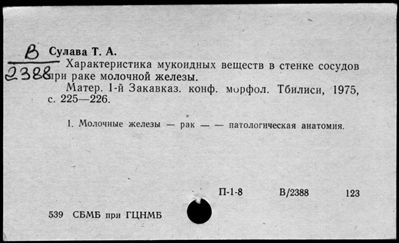 В
2388
Сулава Т. А.
Характеристика мукоидных веществ в стенке сосудов
при раке молочной железы.
Матер. 1-й Закавказ. конф. морфол. Тбилиси, 1975,
с. 225—226.
1. Молочные железы — рак — — патологическая анатомия.
П-1-8 В/2388 123
539 СБМБ при ГЦНМБ